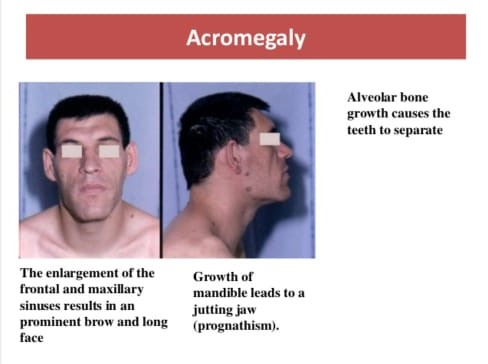 Acromegaly
Alveolar bone
growth causes the
teeth to separate
The enlargement of the
frontal and maxillary
sinuses results in an
prominent brow and long
face
Growth of
mandible leads to a
jutting jaw
(prognathism).